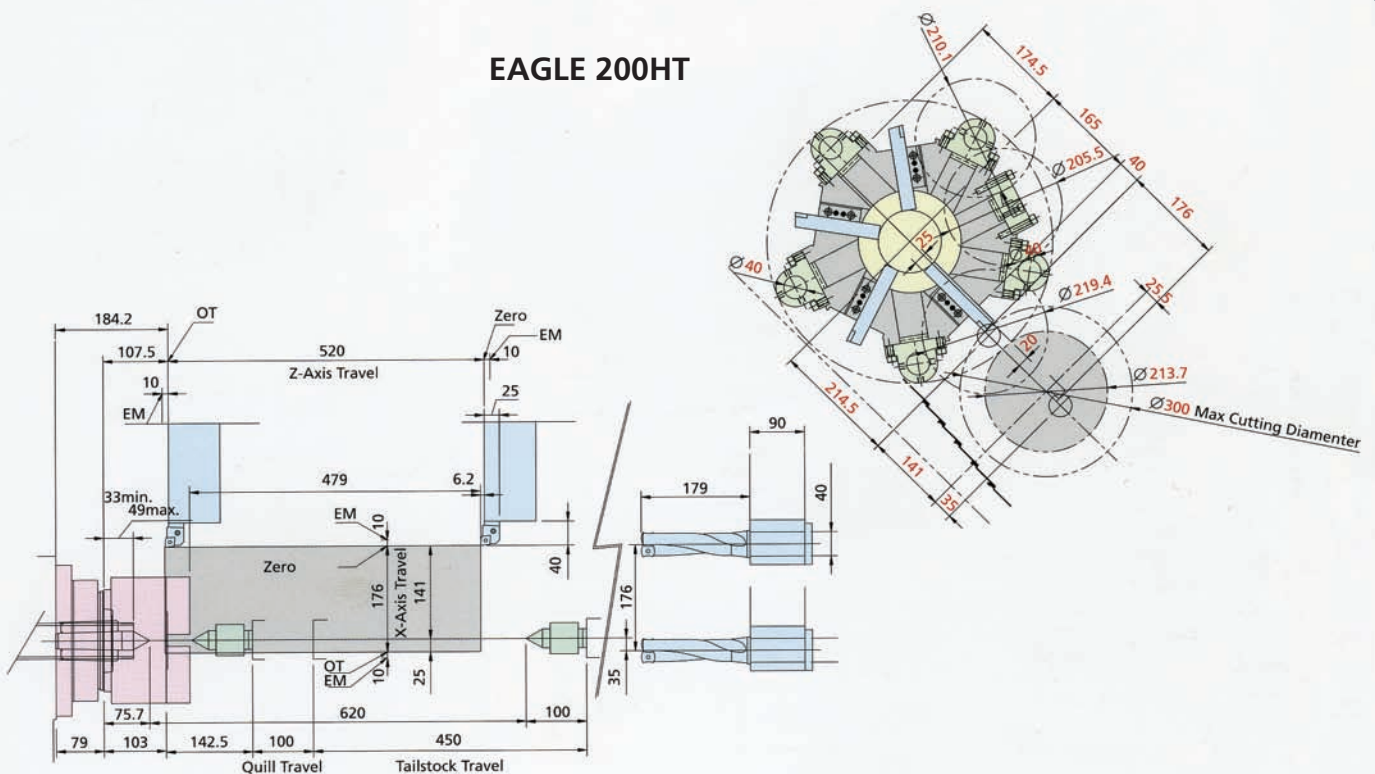 EAGLE 200HT
184.2
OT
107.5
520
Z-Axis Travel
Zero
EM
10
10
EM
25
479
6.2
33min.
49max.
EM
10
Zero
176
X-Axis Travel
141
40
OT
EM
10
25
75.7
620
100
79
103
142.5
100
450
Quill Travel
Tailstock Travel
90
179
40
176
35
Ø210.1
174.5
165
Ø205.5
40
176
25
40
Ø40
Ø219.4
25.5
20
Ø213.7
Ø300 Max Cutting Diamenter
214.5
141
35